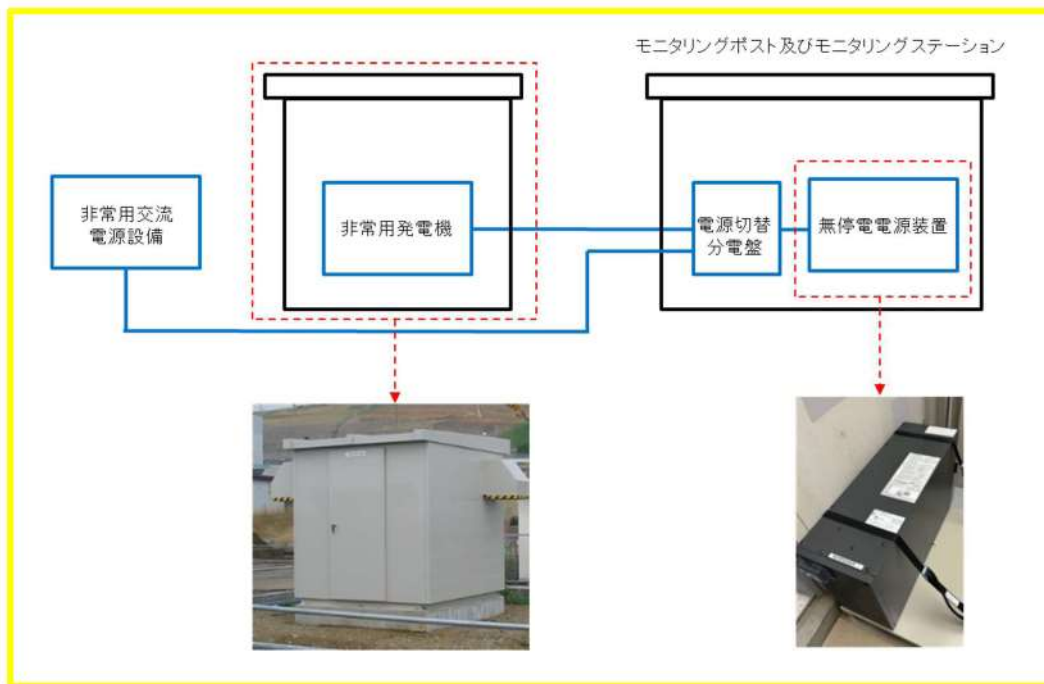 モニタリングポスト及びモニタリングステーション
非常用交流
電源設備
非常用発電機
電源切替
分電盤
無停電電源装置